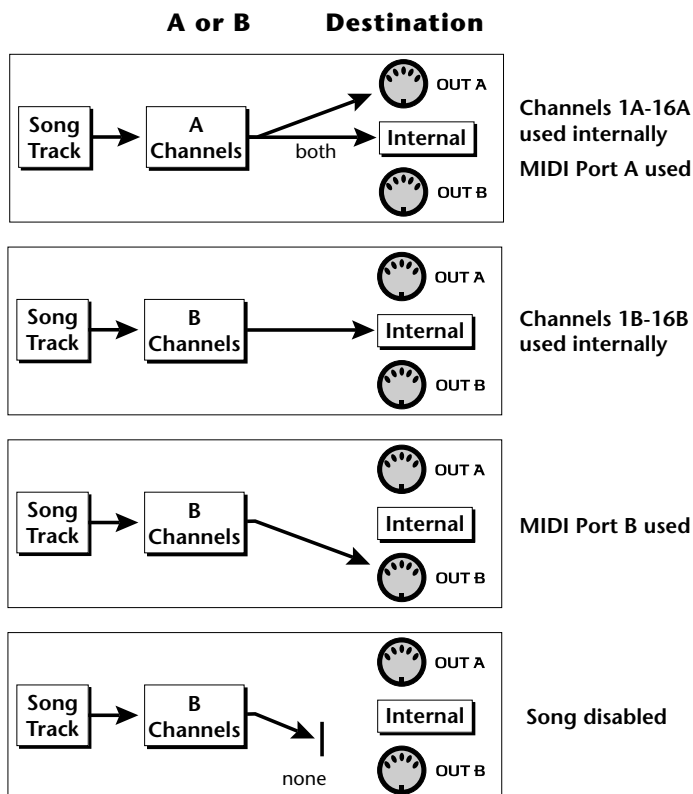 A or B Destination
OUT A
Song
Track
A
Channels
both
Internal
OUT B
Channels 1A-16A
used internally
MIDI Port A used
OUT A
Song
Track
B
Channels
Internal
OUT B
Channels 1B-16B
used internally
OUT A
Song
Track
B
Channels
Internal
OUT B
MIDI Port B used
OUT A
Song
Track
B
Channels
none
Internal
OUT B
Song disabled